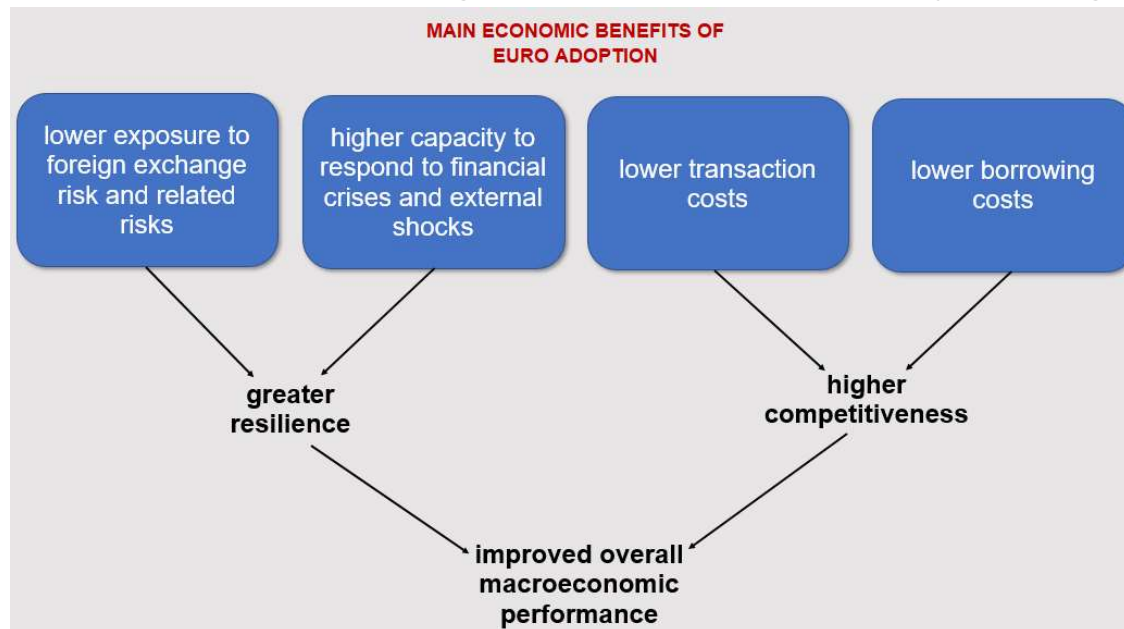 MAIN ECONOMIC BENEFITS OF
EURO ADOPTION
lower exposure to
foreign exchange
risk and related
risks
higher capacity to
respond to financial
crises and external
shocks
lower transaction
costs
lower borrowing
costs
greater
resilience
higher
competitiveness
improved overall
macroeconomic
performance